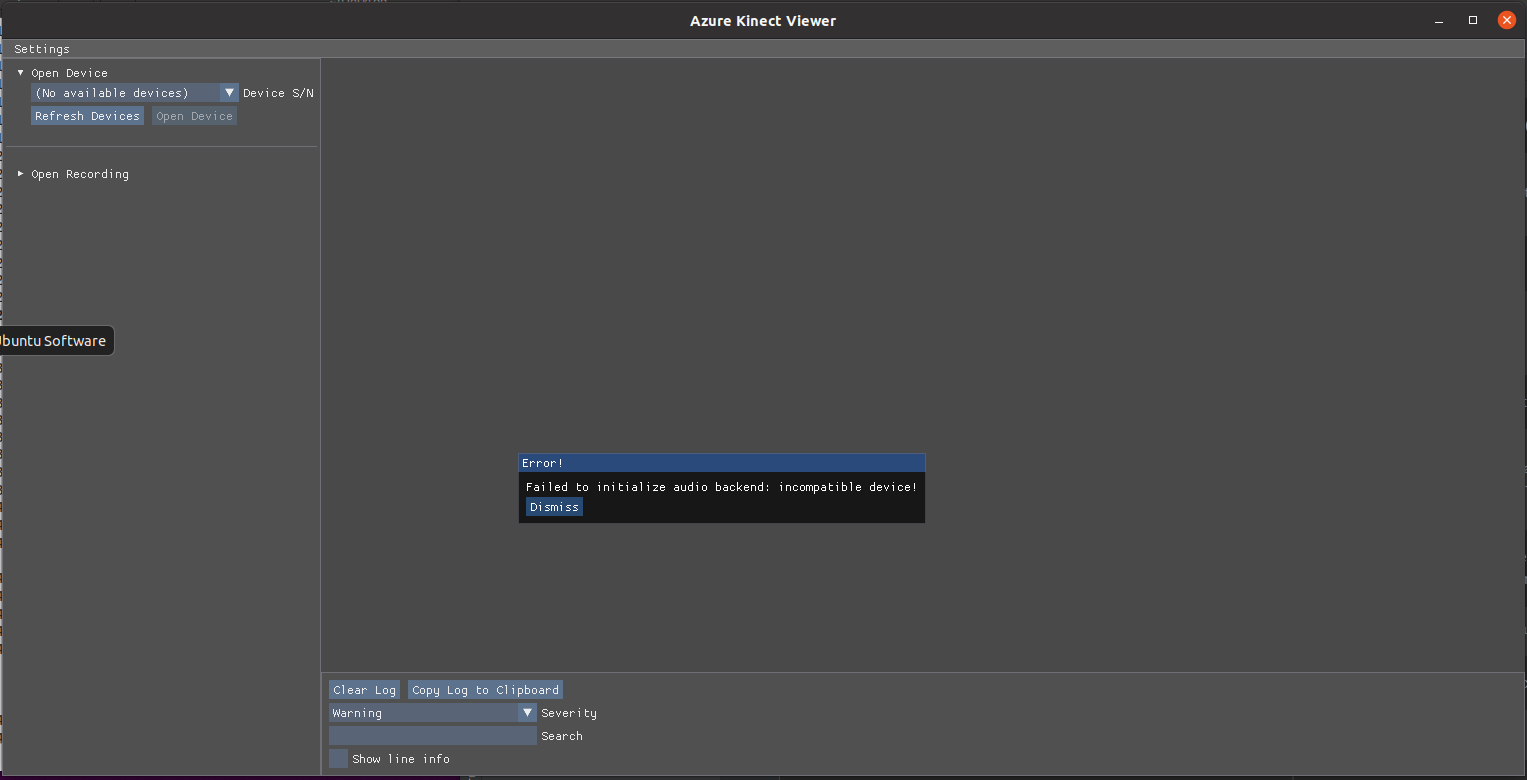 Azure Kinect Viewer
Settings
Open Device
(No available devices) Device S/N
Refresh Devices Open Device
Open Recording
Software
Error!
Failed to initialize audio backend: incompatible device!
Dismiss
Clear Log Copy Log to Clipboard
Warning Severity
Search
Show line info